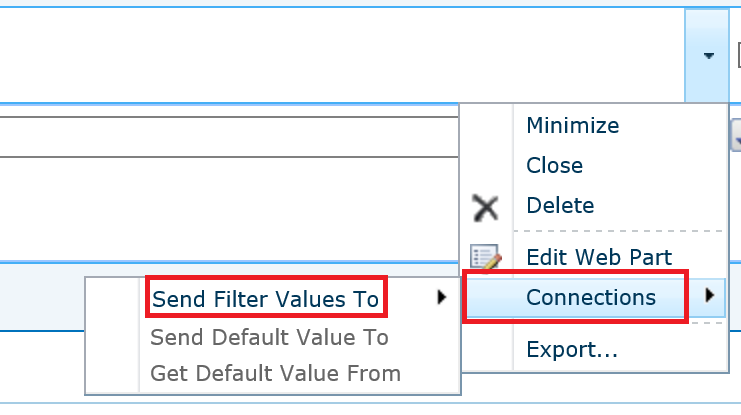 Minimize
Close
Delete
Edit Web Part
Connections
Export...
Send Filter Values To
Send Default Value To
Get Default Value From